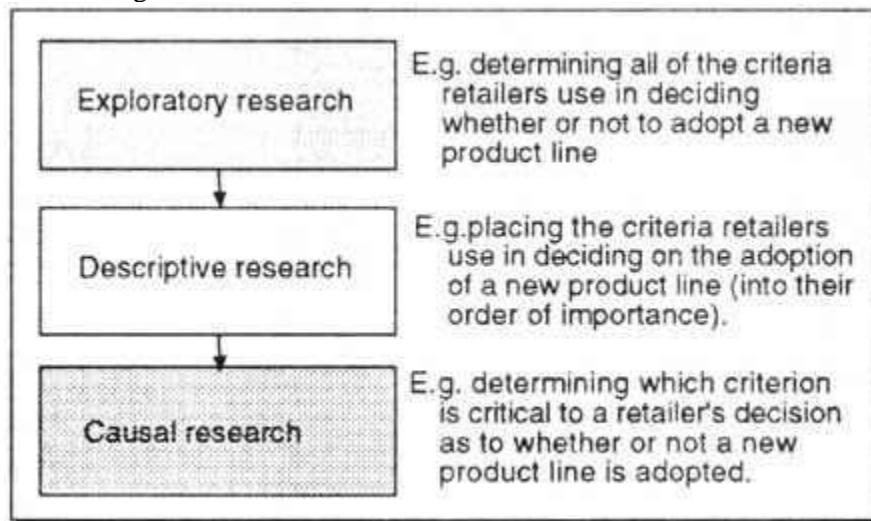 Exploratory research
E.g. determining all of the criteria
retailers use in deciding
whether or not to adopt a new
product line
Descriptive research
E.g.placing the criteria retailers
use in deciding on the adoption
of a new product line (into their
order of importance).
Causal research
E.g. determining which criterion
is critical to a retailer's decision
as to whether or not a new
product line is adopted.